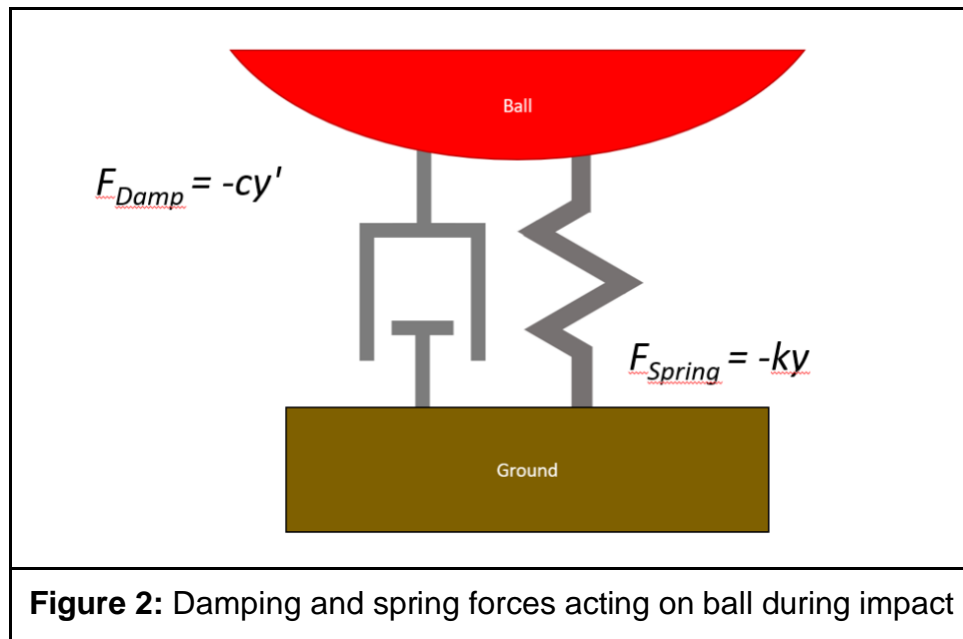 Ball
F_Damp = -cy'
F_Spring = -ky
Ground
Figure 2: Damping and spring forces acting on ball during impact